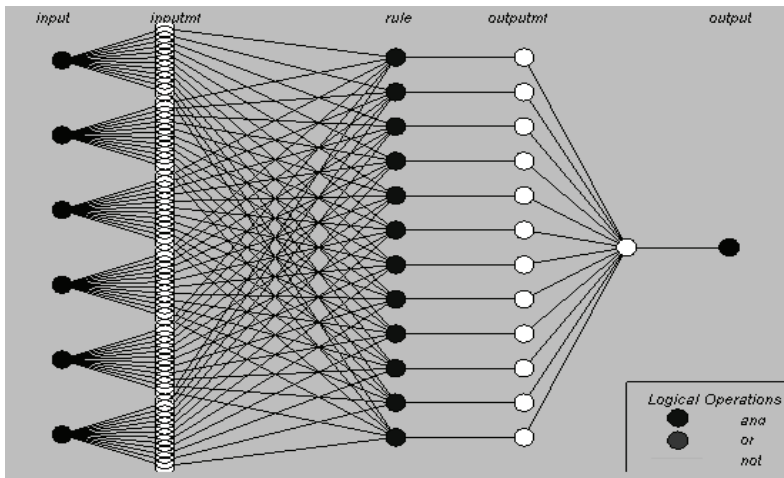 input inputmf rule outputmf output
Logical Operations
and
or
not